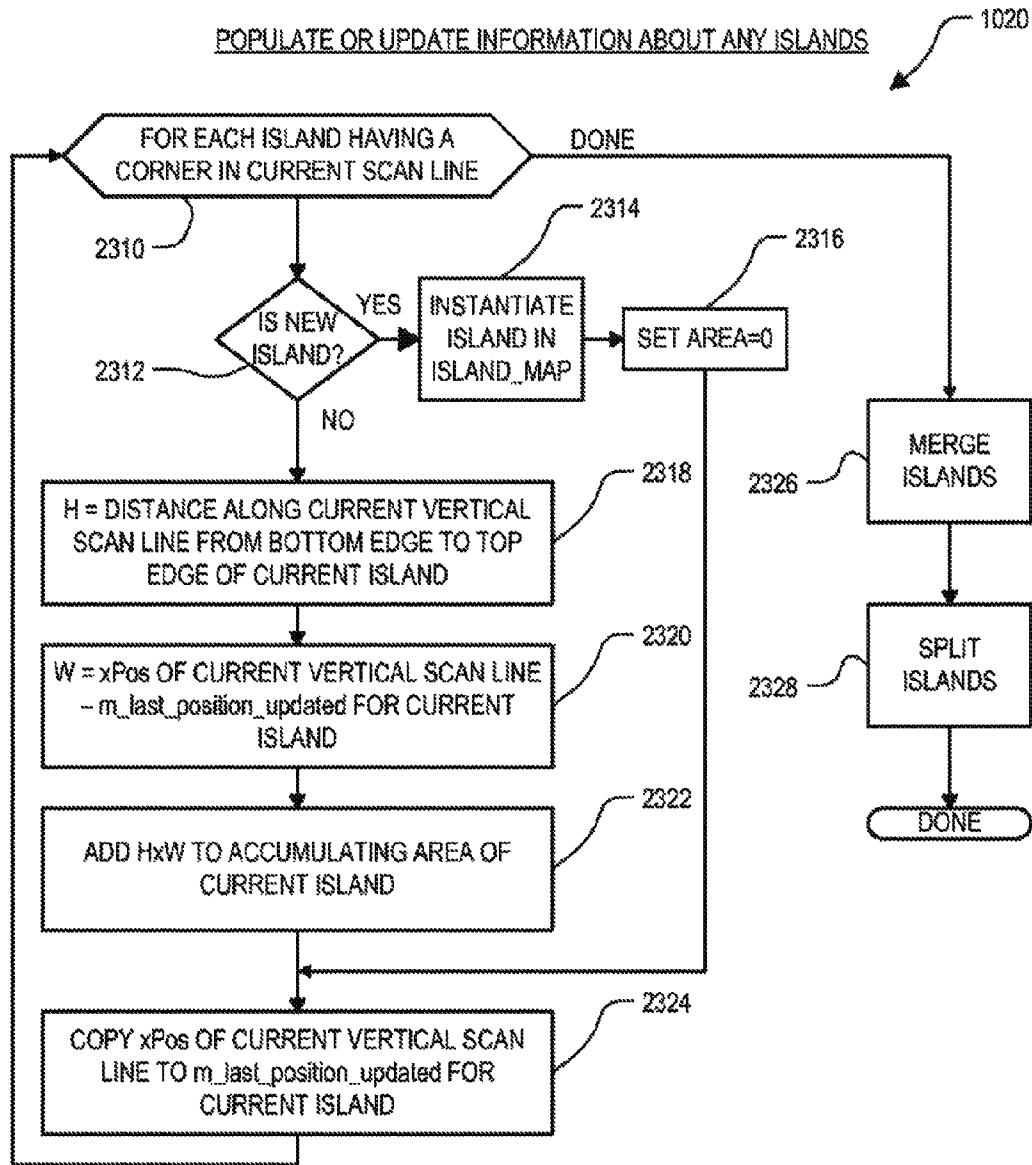 1020
POPULATE OR UPDATE INFORMATION ABOUT ANY ISLANDS
FOR EACH ISLAND HAVING A
CORNER IN CURRENT SCAN LINE
DONE
2310
2314
2316
IS NEW
ISLAND?
YES
2312
INSTANTIATE
ISLAND IN
ISLAND_MAP
SET AREA=0
NO
MERGE
ISLANDS
2326
2318
H = DISTANCE ALONG CURRENT VERTICAL
SCAN LINE FROM BOTTOM EDGE TO TOP
EDGE OF CURRENT ISLAND
2320
W = xPos OF CURRENT VERTICAL SCAN LINE
– m_last_position_updated FOR CURRENT
ISLAND
SPLIT
ISLANDS
2328
2322
ADD HxW TO ACCUMULATING AREA OF
CURRENT ISLAND
DONE
2324
COPY xPos OF CURRENT VERTICAL SCAN
LINE TO m_last_position_updated FOR
CURRENT ISLAND